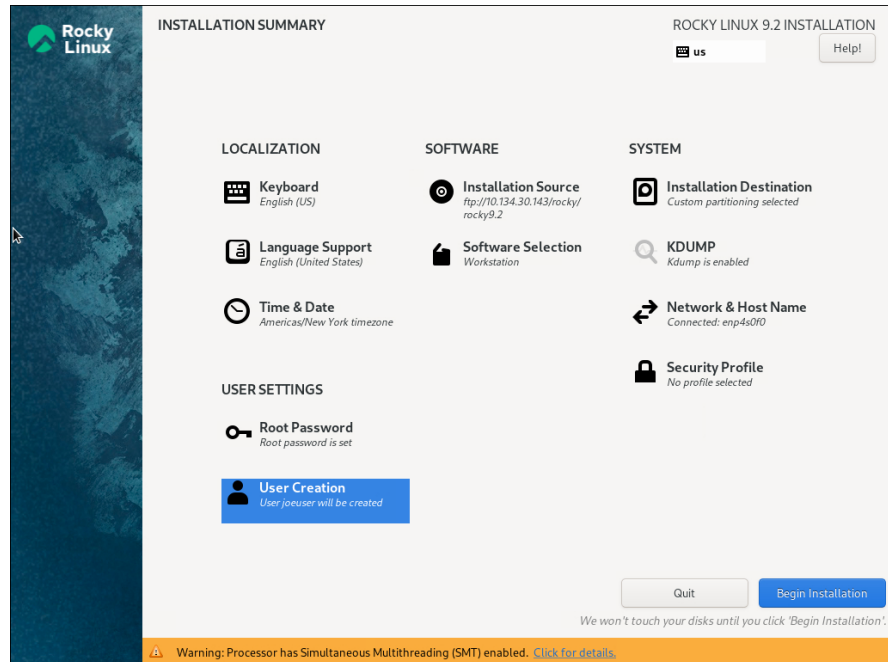 Rocky
Linux
INSTALLATION SUMMARY
ROCKY LINUX 9.2 INSTALLATION
us
Help!
LOCALIZATION
Keyboard
English (US)
Language Support
English (United States)
Time & Date
Americas/New York timezone
SOFTWARE
Installation Source
ftp://10.134.30.143/rocky/
rocky9.2
Software Selection
Workstation
SYSTEM
Installation Destination
Custom partitioning selected
KDUMP
Kdump is enabled
Network & Host Name
Connected: enp4s0f0
Security Profile
No profile selected
USER SETTINGS
Root Password
Root password is set
User Creation
User joeuser will be created
Quit
Begin Installation
We won't touch your disks until you click 'Begin Installation'.
Warning: Processor has Simultaneous Multithreading (SMT) enabled. Click for details.